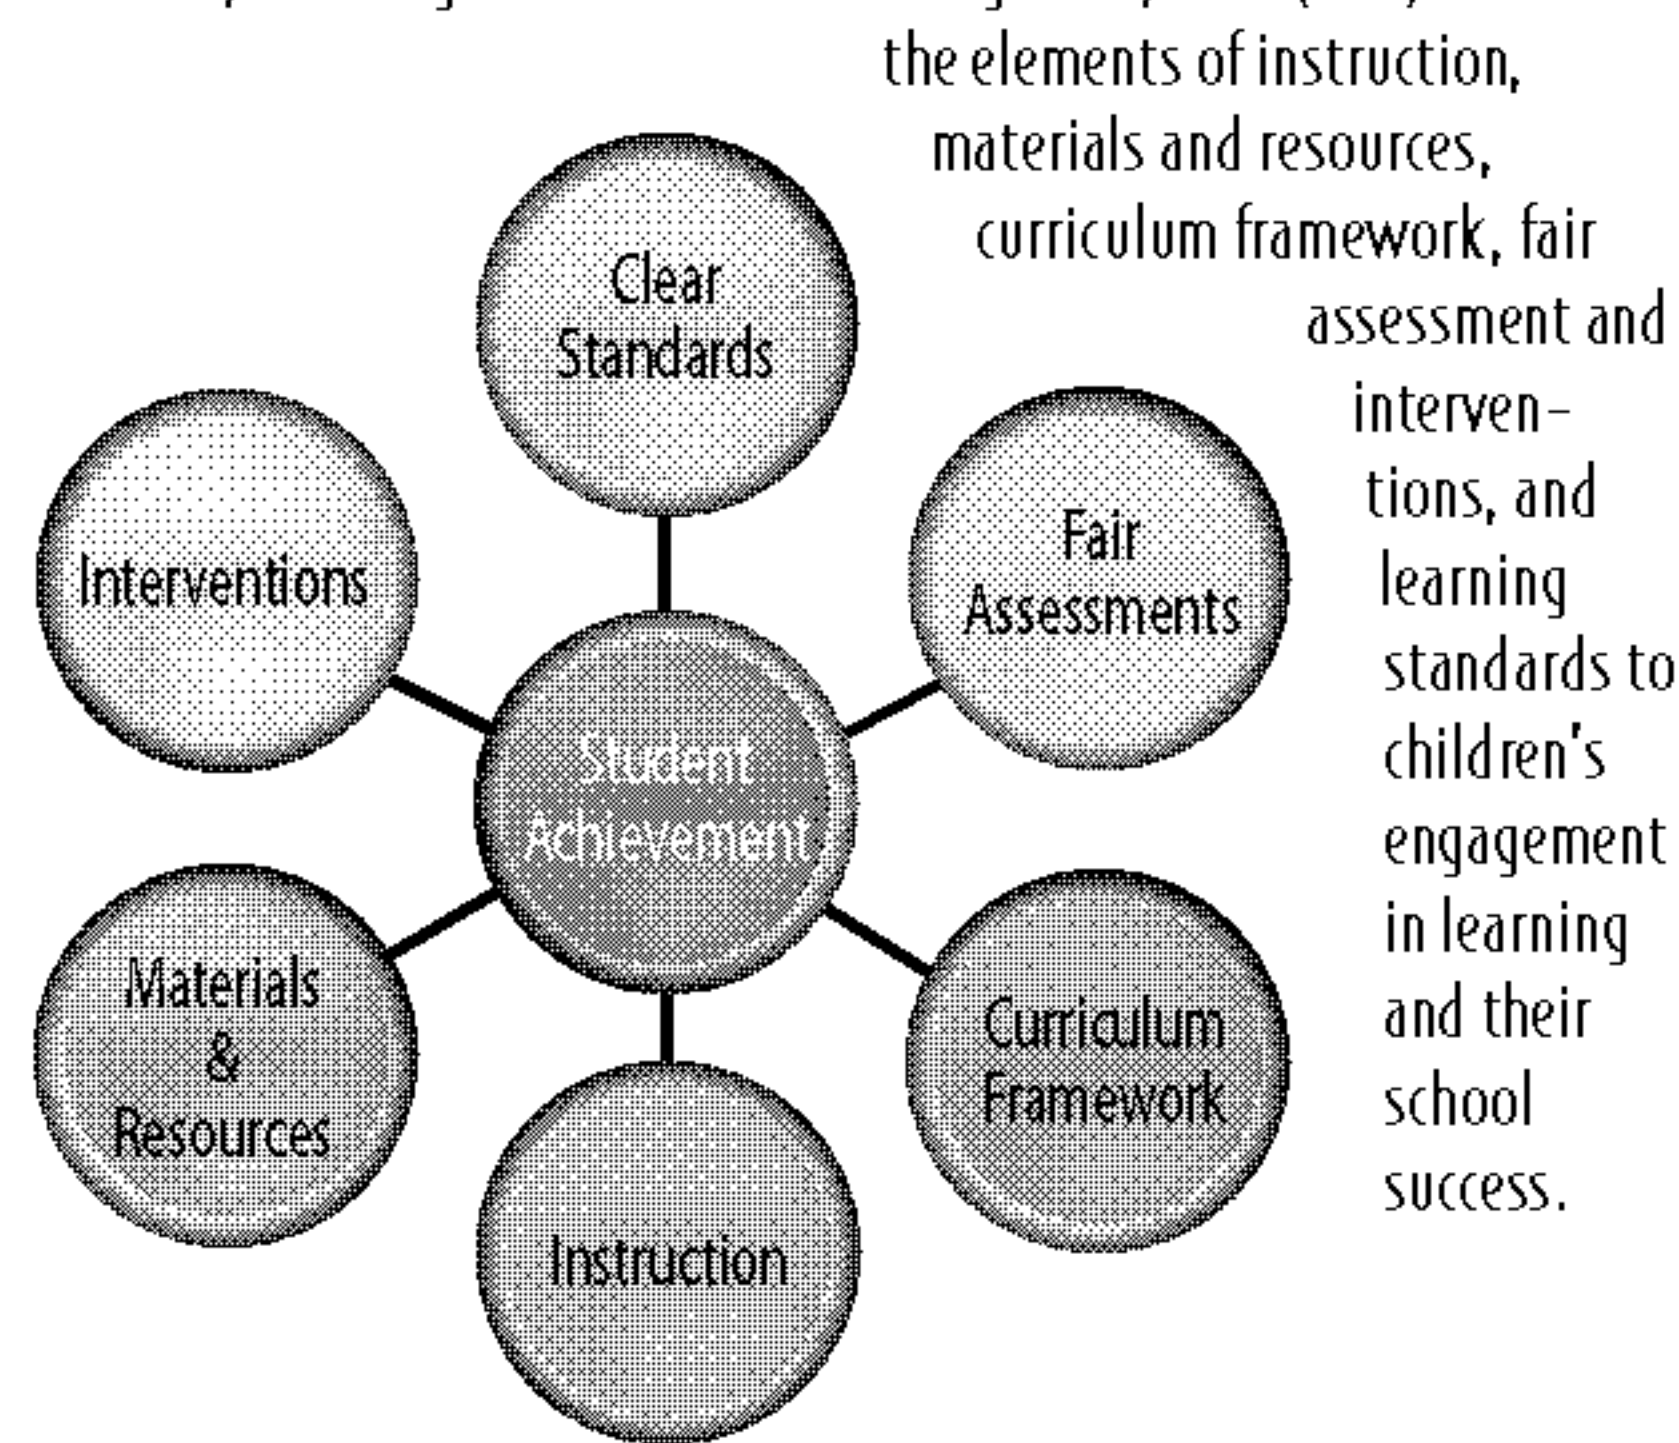 the elements of instruction,
materials and resources,
curriculum framework, fair
assessment and
interven-
tions, and
learning
standards to
children's
engagement
in learning
and their
school
success.
Clear
Standards
Interventions
Fair
Assessments
Student
Achievement
Materials
&
Resources
Curriculum
Framework
Instruction